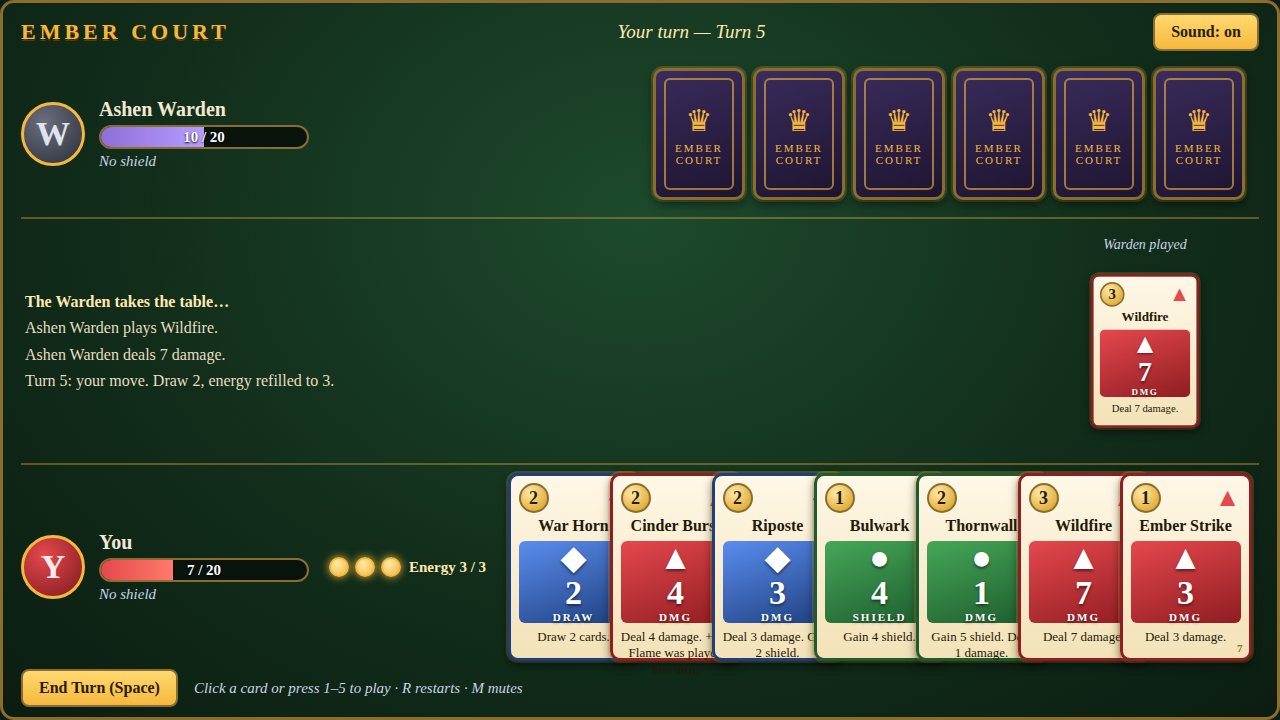 EMBER COURT
Your turn — Turn 5
Sound: on
W
Ashen Warden
10 / 20
No shield
EMBER
COURT
EMBER
COURT
EMBER
COURT
EMBER
COURT
EMBER
COURT
EMBER
COURT
Warden played
3
Wildfire
7
DMG
Deal 7 damage.
The Warden takes the table…
Ashen Warden plays Wildfire.
Ashen Warden deals 7 damage.
Turn 5: your move. Draw 2, energy refilled to 3.
Y
You
7 / 20
No shield
Energy 3 / 3
2
War Horn
2
DRAW
Draw 2 cards.
2
Cinder Burs
4
DMG
Deal 4 damage. +
Flame was playe
2
Riposte
3
DMG
Deal 3 damage. G
2 shield.
1
Bulwark
4
SHIELD
Gain 4 shield.
2
Thornwall
1
DMG
Gain 5 shield. De
1 damage.
3
Wildfire
7
DMG
Deal 7 damage
1
Ember Strike
3
DMG
Deal 3 damage.
7
End Turn (Space)
Click a card or press 1–5 to play · R restarts · M mutes